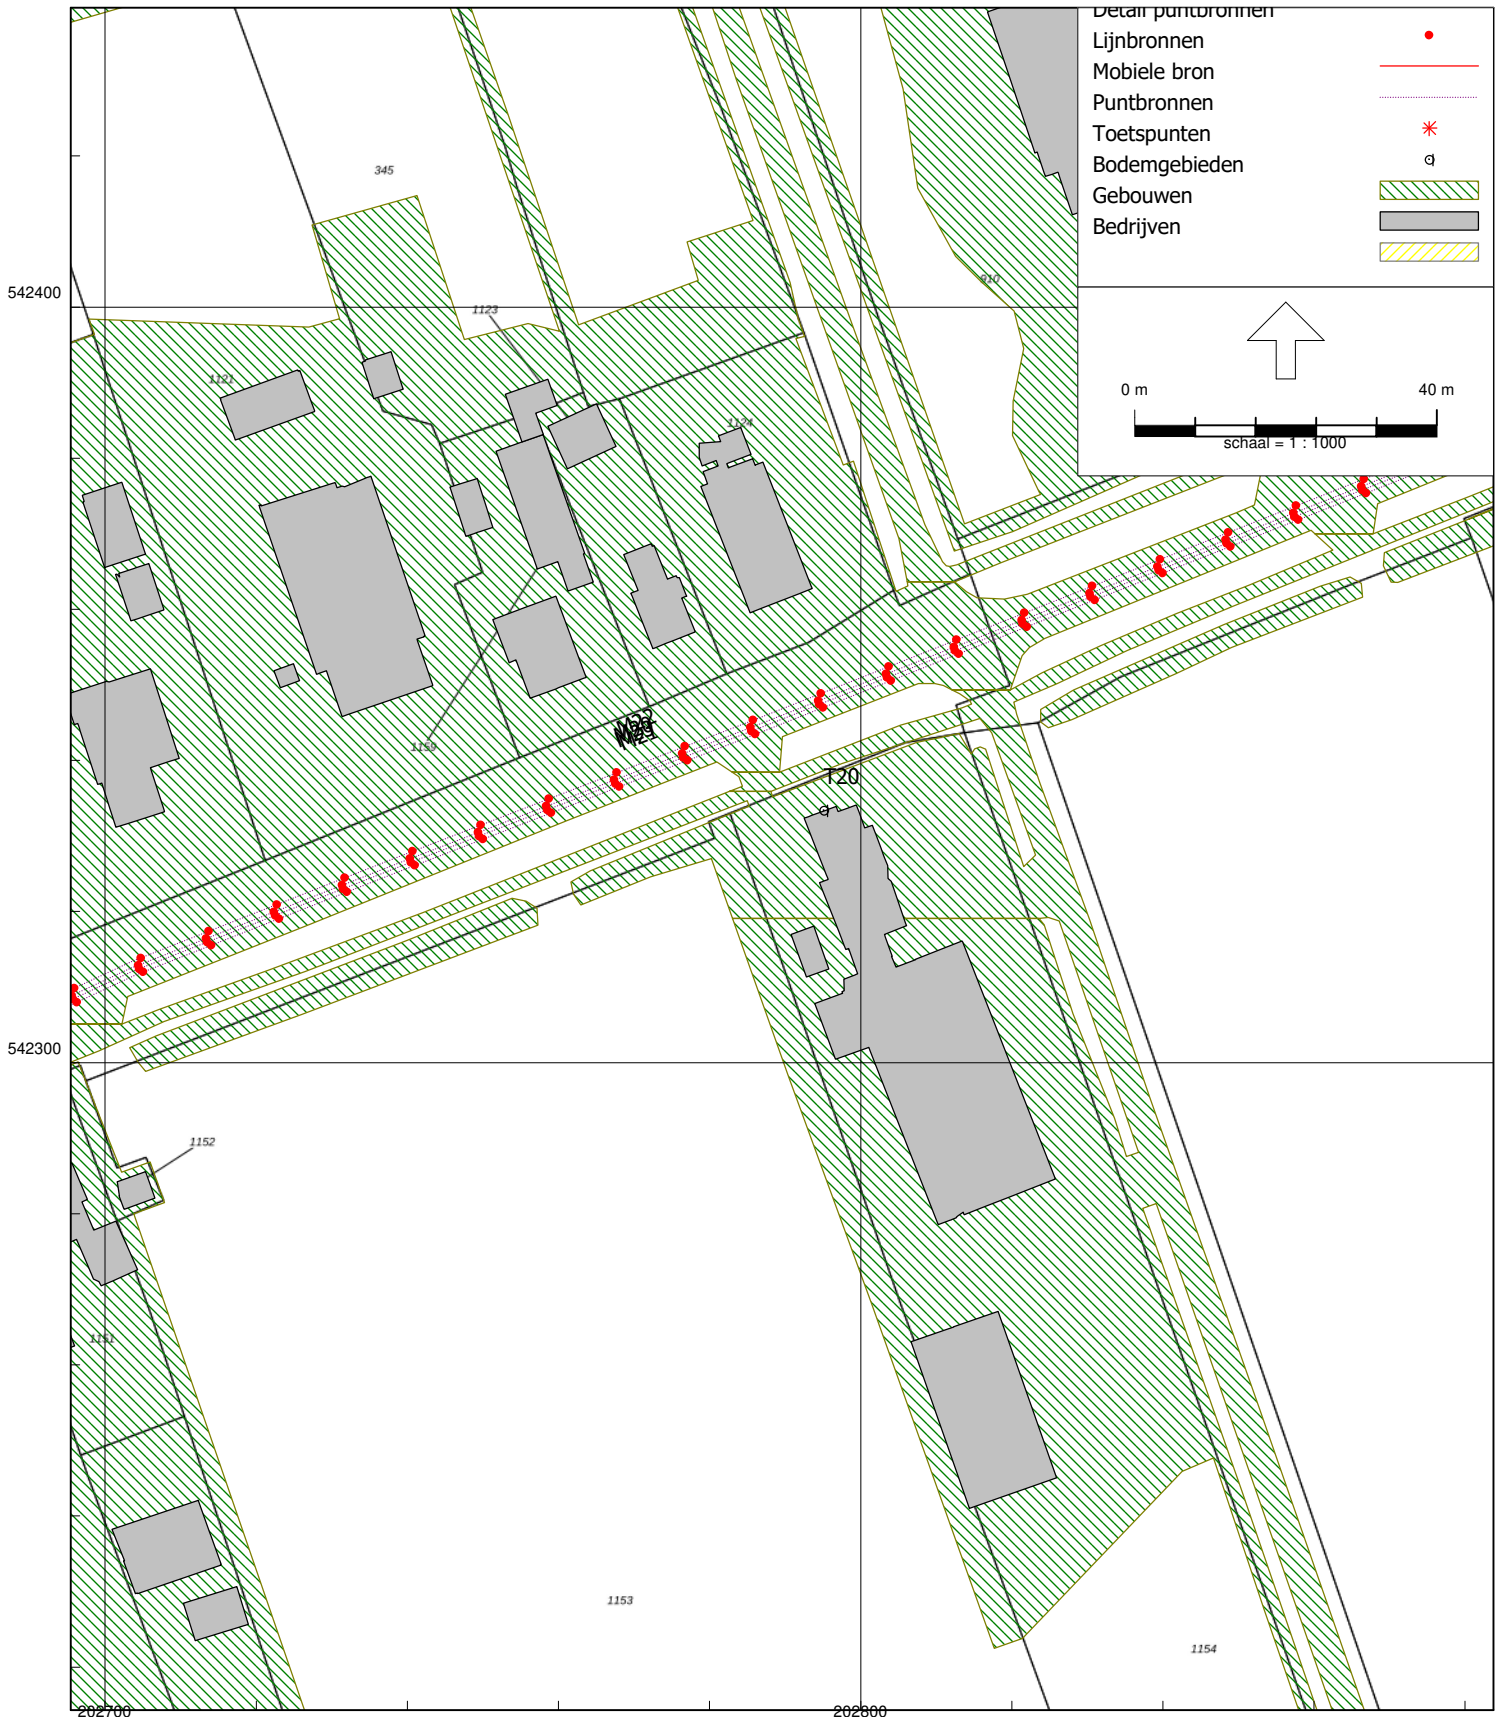 Detail puntbronnen
Lijnbronnen
Mobiele bron
Puntbronnen
Toetspunten
Bodemgebieden
Gebouwen
Bedrijven
0 m 40 m
schaal = 1 : 1000
345
910
542400
1123
1121
1124
1159
T20
542300
1152
1151
1153
1154
202700 202800